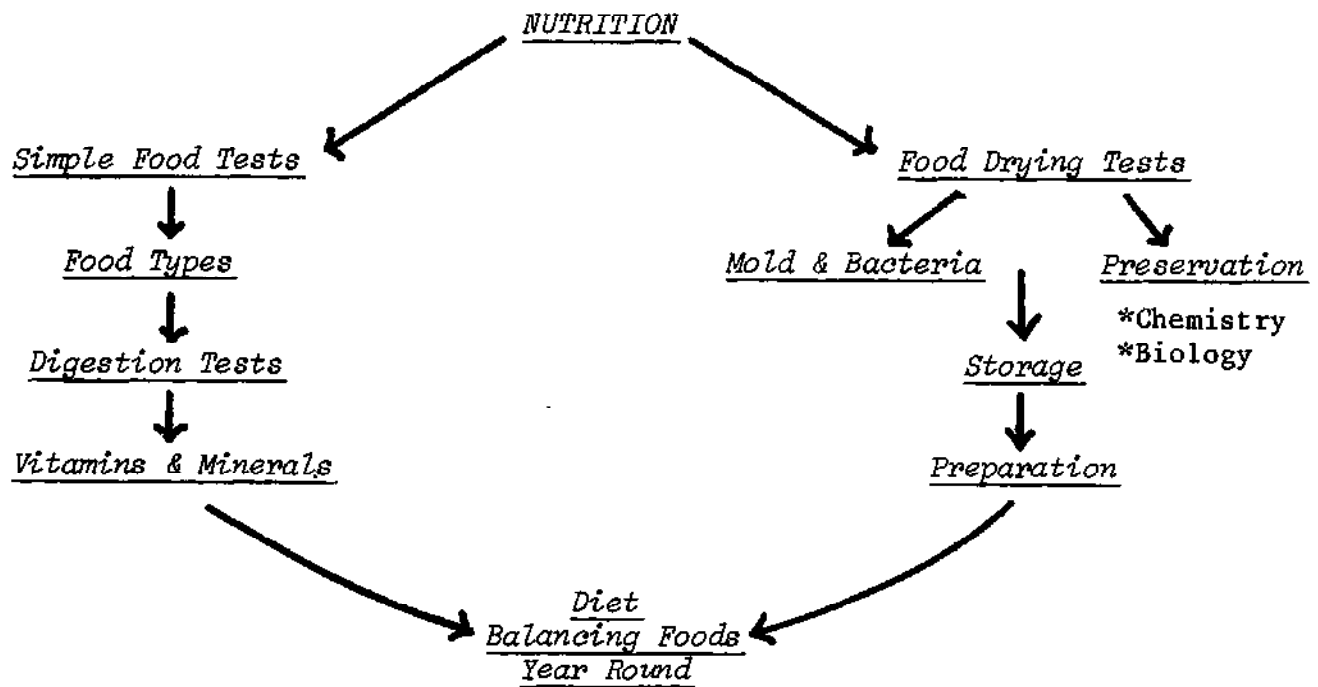 NUTRITION
Simple Food Tests
Food Drying Tests
Food Types
Mold & Bacteria
Preservation
*Chemistry
*Biology
Digestion Tests
Storage
Vitamins & Minerals
Preparation
Diet
Balancing Foods
Year Round